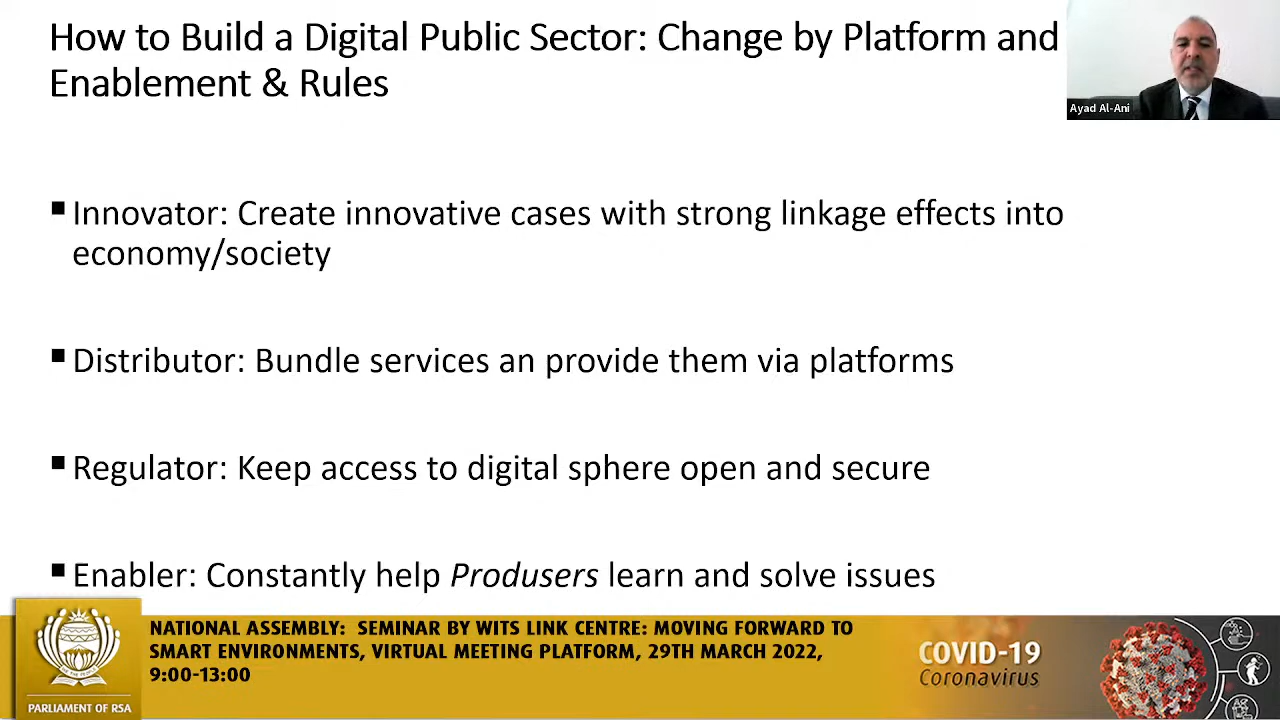 How to Build a Digital Public Sector: Change by Platform and
Enablement & Rules
Ayad Al-Ani
▪Innovator: Create innovative cases with strong linkage effects into
economy/society
▪Distributor: Bundle services an provide them via platforms
▪Regulator: Keep access to digital sphere open and secure
▪Enabler: Constantly help Produsers learn and solve issues
NATIONAL ASSEMBLY: SEMINAR BY WITS LINK CENTRE: MOVING FORWARD TO
SMART ENVIRONMENTS, VIRTUAL MEETING PLATFORM, 29TH MARCH 2022,
9:00-13:00
COVID-19
Coronavirus
PARLIAMENT OF RSA